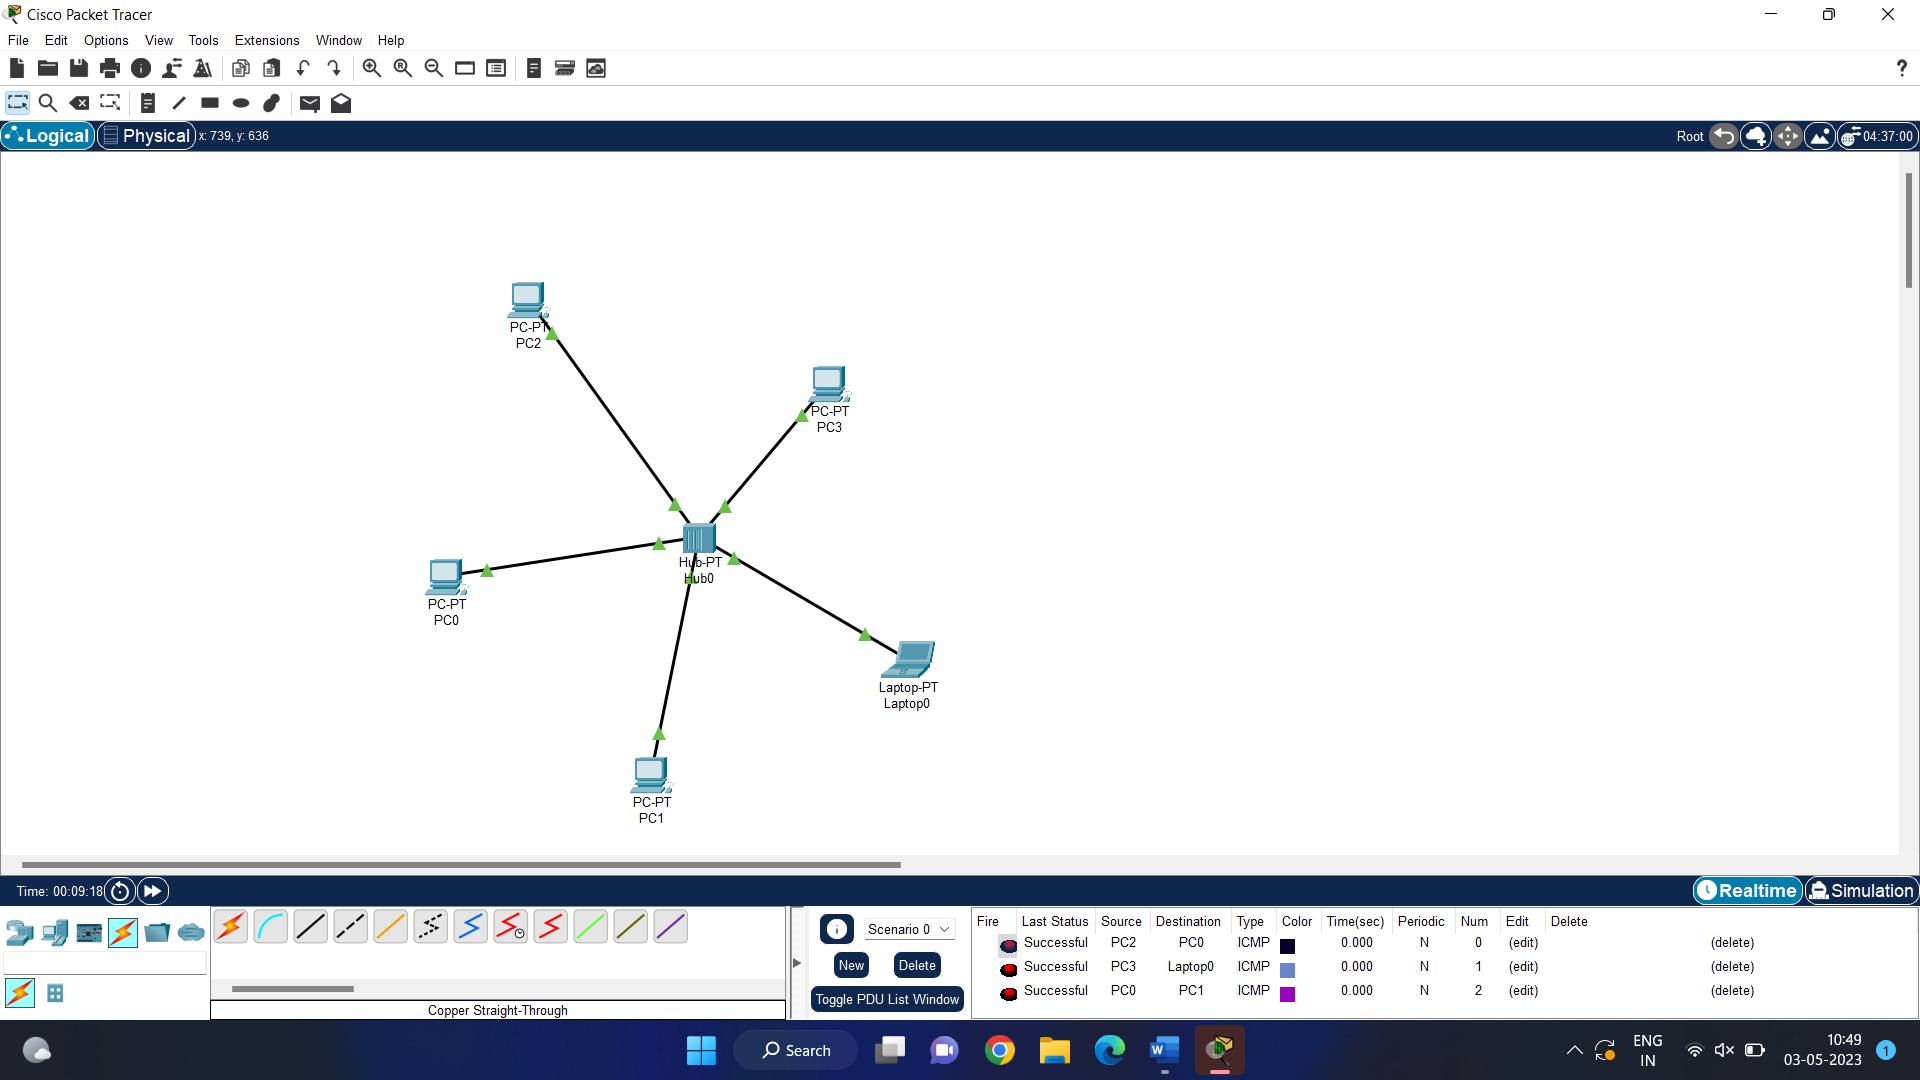 Cisco Packet Tracer
File Edit Options View Tools Extensions Window Help
Logical Physical x: 739, y: 636 Root 04:37:00
PC-PT
PC2
PC-PT
PC3
Hub-PT
Hub0
PC-PT
PC0
Laptop-PT
Laptop0
PC-PT
PC1
Time: 00:09:18 Realtime Simulation
Scenario 0
New Delete
Toggle PDU List Window
Copper Straight-Through
Fire Last Status Source Destination Type Color Time(sec) Periodic Num Edit Delete
Successful PC2 PC0 ICMP 0.000 N 0 (edit) (delete)
Successful PC3 Laptop0 ICMP 0.000 N 1 (edit) (delete)
Successful PC0 PC1 ICMP 0.000 N 2 (edit) (delete)
Search
ENG
IN
10:49
03-05-2023
1